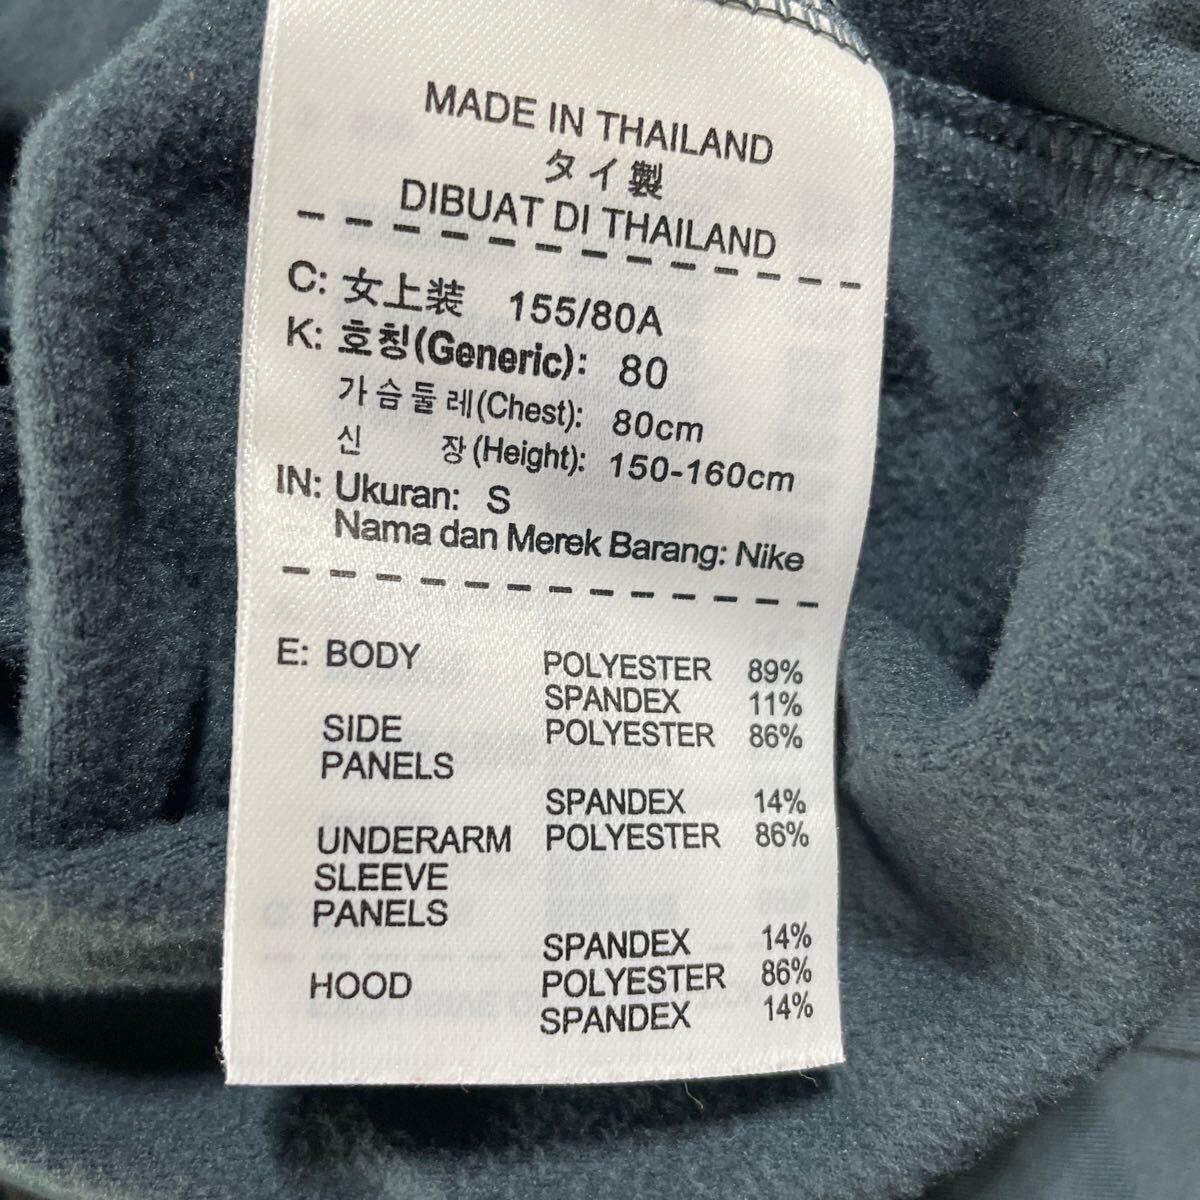 MADE IN THAILAND
タイ製
DIBUAT DI THAILAND
C: 女上装 155/80A
K: 호칭(Generic): 80
가슴둘레(Chest): 80cm
신 장(Height): 150-160cm
IN: Ukuran: S
Nama dan Merek Barang: Nike
E: BODY POLYESTER 89%
SPANDEX 11%
SIDE POLYESTER 86%
PANELS
SPANDEX 14%
UNDERARM POLYESTER 86%
SLEEVE
PANELS
SPANDEX 14%
HOOD POLYESTER 86%
SPANDEX 14%